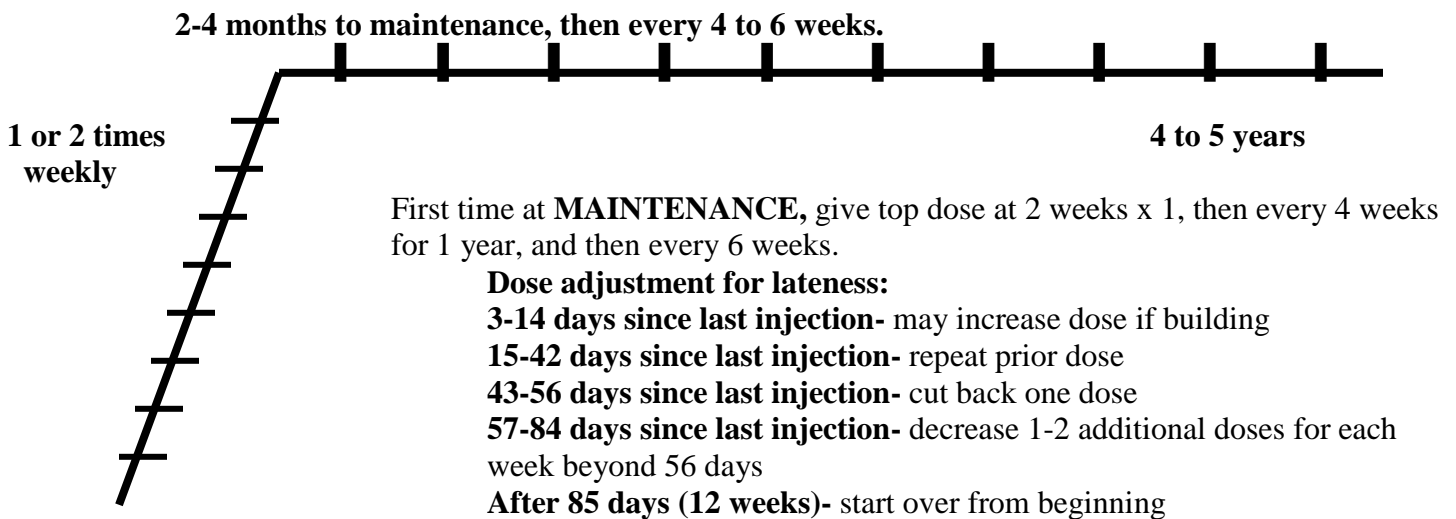 2-4 months to maintenance, then every 4 to 6 weeks.
1 or 2 times
weekly
4 to 5 years
First time at MAINTENANCE, give top dose at 2 weeks x 1, then every 4 weeks
for 1 year, and then every 6 weeks.
Dose adjustment for lateness:
3-14 days since last injection- may increase dose if building
15-42 days since last injection- repeat prior dose
43-56 days since last injection- cut back one dose
57-84 days since last injection- decrease 1-2 additional doses for each
week beyond 56 days
After 85 days (12 weeks)- start over from beginning